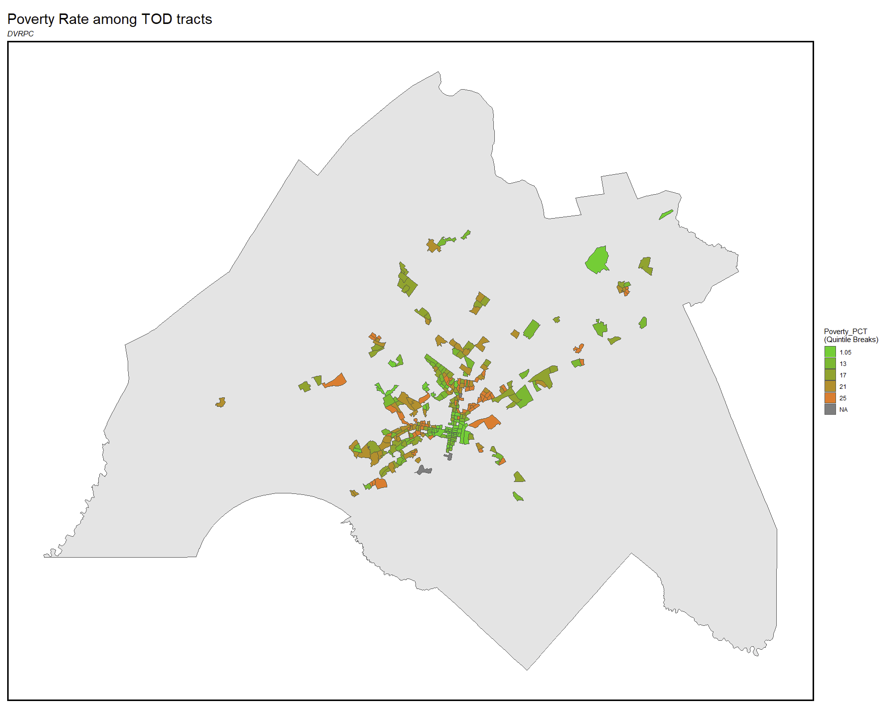 Poverty Rate among TOD tracts
DVRPC
Poverty_PCT
(Quintile Breaks)
1.05
13
17
21
25
NA